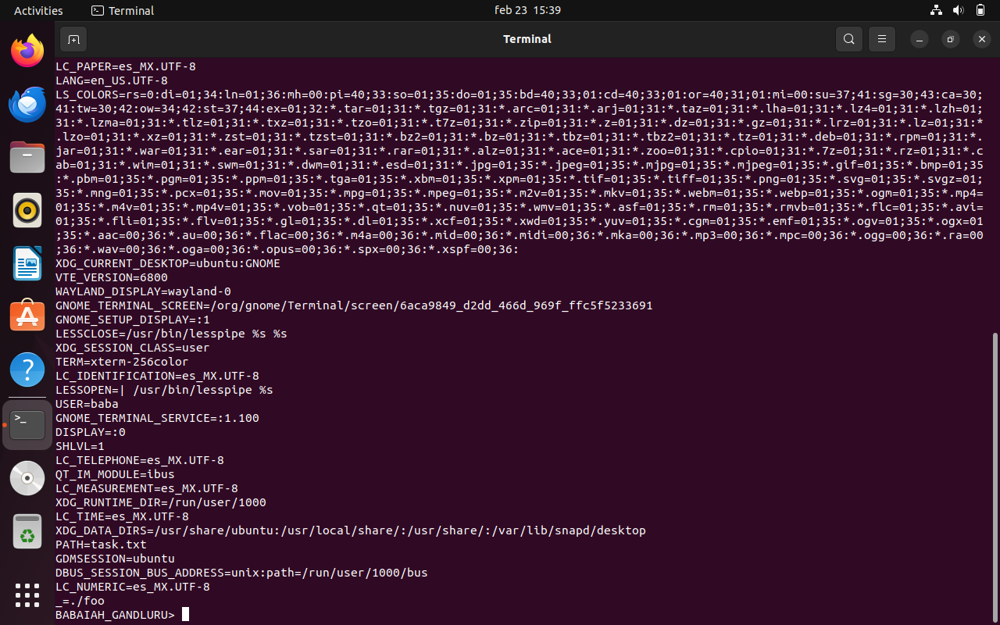 Activities
Terminal
feb 23 15:39
Terminal
LC_PAPER=es_MX.UTF-8
LANG=en_US.UTF-8
LS_COLORS=rs=0:di=01;34:ln=01;36:mh=00:pi=40;33:so=01;35:do=01;35:bd=40;33;01:cd=40;33;01:or=40;31;01:mi=00:su=37;41:sg=30;43:ca=30;
41:tw=30;42:ow=34;42:st=37;44:ex=01;32:*.tar=01;31:*.tgz=01;31:*.arc=01;31:*.arj=01;31:*.taz=01;31:*.lha=01;31:*.lz4=01;31:*.lzh=01;
31:*.lzma=01;31:*.tlz=01;31:*.txz=01;31:*.tzo=01;31:*.t7z=01;31:*.zip=01;31:*.z=01;31:*.dz=01;31:*.gz=01;31:*.lrz=01;31:*.lz=01;31:*
.lzo=01;31:*.xz=01;31:*.zst=01;31:*.tzst=01;31:*.bz2=01;31:*.bz=01;31:*.tbz=01;31:*.tbz2=01;31:*.tz=01;31:*.deb=01;31:*.rpm=01;31:*.
jar=01;31:*.war=01;31:*.ear=01;31:*.sar=01;31:*.rar=01;31:*.alz=01;31:*.ace=01;31:*.zoo=01;31:*.cpio=01;31:*.7z=01;31:*.rz=01;31:*.c
ab=01;31:*.wim=01;31:*.swm=01;31:*.dwm=01;31:*.esd=01;31:*.jpg=01;35:*.jpeg=01;35:*.mjpg=01;35:*.mjpeg=01;35:*.gif=01;35:*.bmp=01;35
:*.pbm=01;35:*.pgm=01;35:*.ppm=01;35:*.tga=01;35:*.xbm=01;35:*.xpm=01;35:*.tif=01;35:*.tiff=01;35:*.png=01;35:*.svg=01;35:*.svgz=01;
35:*.mng=01;35:*.pcx=01;35:*.mov=01;35:*.mpg=01;35:*.mpeg=01;35:*.m2v=01;35:*.mkv=01;35:*.webm=01;35:*.webp=01;35:*.ogm=01;35:*.mp4=
01;35:*.m4v=01;35:*.mp4v=01;35:*.vob=01;35:*.qt=01;35:*.nuv=01;35:*.wmv=01;35:*.asf=01;35:*.rm=01;35:*.rmvb=01;35:*.flc=01;35:*.avi=
01;35:*.fli=01;35:*.flv=01;35:*.gl=01;35:*.dl=01;35:*.xcf=01;35:*.xwd=01;35:*.yuv=01;35:*.cgm=01;35:*.emf=01;35:*.ogv=01;35:*.ogx=01
;35:*.aac=00;36:*.au=00;36:*.flac=00;36:*.m4a=00;36:*.mid=00;36:*.midi=00;36:*.mka=00;36:*.mp3=00;36:*.mpc=00;36:*.ogg=00;36:*.ra=00
;36:*.wav=00;36:*.oga=00;36:*.opus=00;36:*.spx=00;36:*.xspf=00;36:
XDG_CURRENT_DESKTOP=ubuntu:GNOME
VTE_VERSION=6800
WAYLAND_DISPLAY=wayland-0
GNOME_TERMINAL_SCREEN=/org/gnome/Terminal/screen/6aca9849_d2dd_466d_969f_ffc5f5233691
GNOME_SETUP_DISPLAY=:1
LESSCLOSE=/usr/bin/lesspipe %s %s
XDG_SESSION_CLASS=user
TERM=xterm-256color
LC_IDENTIFICATION=es_MX.UTF-8
LESSOPEN=| /usr/bin/lesspipe %s
USER=baba
GNOME_TERMINAL_SERVICE=:1.100
DISPLAY=:0
SHLVL=1
LC_TELEPHONE=es_MX.UTF-8
QT_IM_MODULE=ibus
LC_MEASUREMENT=es_MX.UTF-8
XDG_RUNTIME_DIR=/run/user/1000
LC_TIME=es_MX.UTF-8
XDG_DATA_DIRS=/usr/share/ubuntu:/usr/local/share/:/usr/share/:/var/lib/snapd/desktop
PATH=task.txt
GDMSESSION=ubuntu
DBUS_SESSION_BUS_ADDRESS=unix:path=/run/user/1000/bus
LC_NUMERIC=es_MX.UTF-8
_=./foo
BABAIAH_GANDLURU>